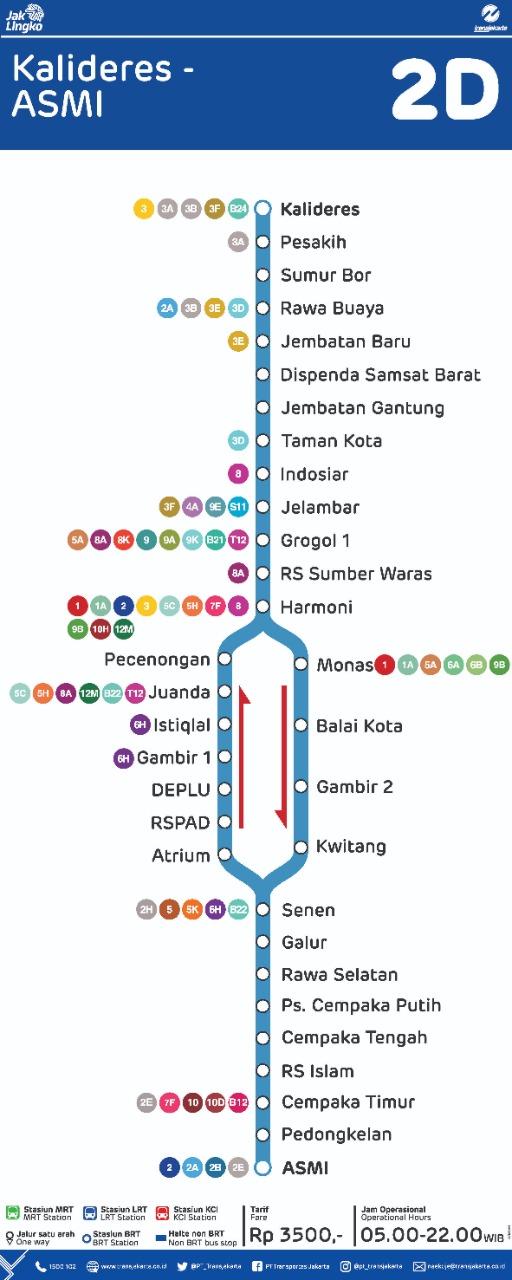 Jak
Lingko
transjakarta
Kalideres -
ASMI
2D
3 3A 3B 3F B24 Kalideres
3A Pesakih
Sumur Bor
2A 3B 3E 3D Rawa Buaya
3E Jembatan Baru
Dispenda Samsat Barat
Jembatan Gantung
3D Taman Kota
8 Indosiar
3F 4A 9E S11 Jelambar
5A 8A 8K 9 9A 9K B21 T12 Grogol 1
8A RS Sumber Waras
1 1A 2 3 5C 5H 7F 8 Harmoni
9B 10H 12M
Pecenongan
Monas 1 1A 5A 6A 6B 9B
5C 5H 8A 12M B22 T12 Juanda
6H Istiqlal
Balai Kota
6H Gambir 1
DEPLU
Gambir 2
RSPAD
Atrium
Kwitang
2H 5 5K 6H B22 Senen
Galur
Rawa Selatan
Ps. Cempaka Putih
Cempaka Tengah
RS Islam
2E 7F 10 10D B12 Cempaka Timur
Pedongkelan
2 2A 2B 2E ASMI
Stasiun MRT
MRT Station
Stasiun LRT
LRT Station
Stasiun KCI
KCI Station
Jalur satu arah
One way
Stasiun BRT
BRT Station
Halte non BRT
Non BRT bus stop
Tarif
Fare
Rp 3500,-
Jam Operasional
Operational Hours
05.00-22.00 WIB
1500 102
www.transjakarta.co.id
@PT_Transjakarta
PTTransportasi Jakarta
@pt_transjakarta
naekaje@transjakarta.co.id